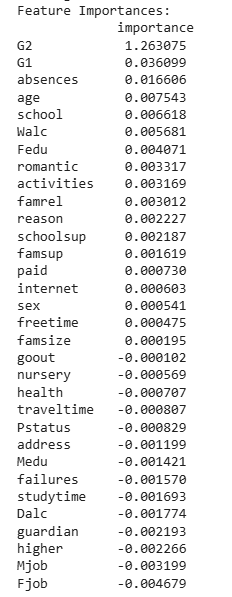 Feature Importances:
importance
G2 1.263075
G1 0.036099
absences 0.016606
age 0.007543
school 0.006618
Walc 0.005681
Fedu 0.004071
romantic 0.003317
activities 0.003169
famrel 0.003012
reason 0.002227
schoolsup 0.002187
famsup 0.001619
paid 0.000730
internet 0.000603
sex 0.000541
freetime 0.000475
famsize 0.000195
goout -0.000102
nursery -0.000569
health -0.000707
traveltime -0.000807
Pstatus -0.000829
address -0.001199
Medu -0.001421
failures -0.001570
studytime -0.001693
Dalc -0.001774
guardian -0.002193
higher -0.002266
Mjob -0.003199
Fjob -0.004679